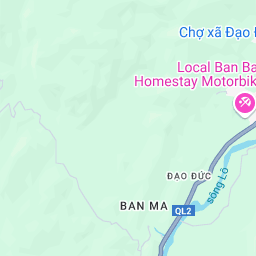 Chợ xã Đạo Đ
Local Ban Ba
Homestay Motorbik
ĐẠO ĐỨC
BAN MA
QL2
sông Lô